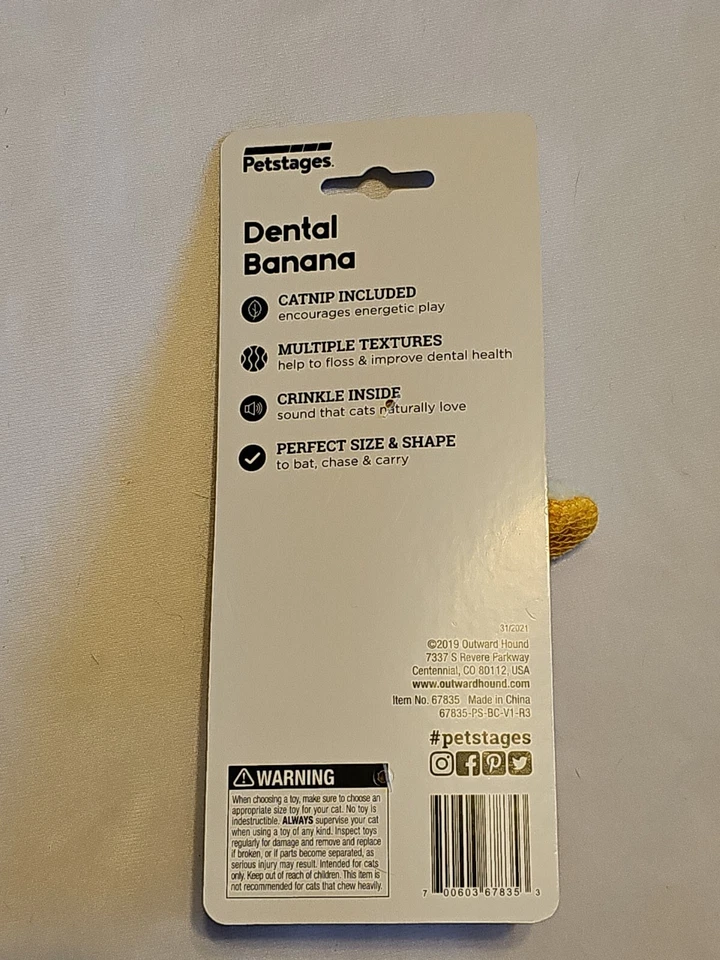 Petstages.
Dental
Banana
CATNIP INCLUDED
encourages energetic play
MULTIPLE TEXTURES
help to floss & improve dental health
CRINKLE INSIDE
sound that cats naturally love
PERFECT SIZE & SHAPE
to bat, chase & carry
31/2021
©2019 Outward Hound
7337 S Revere Parkway
Centennial, CO 80112, USA
www.outwardhound.com
Item No. 67835 Made in China
67835-PS-BC-V1-R3
#petstages
WARNING
When choosing a toy, make sure to choose an
appropriate size toy for your cat. No toy is
indestructible. ALWAYS supervise your cat
when using a toy of any kind. Inspect toys
regularly for damage and remove and replace
if broken, or if parts become separated, as
serious injury may result. Intended for cats
only. Keep out of reach of children. This item is
not recommended for cats that chew heavily.
7 00603 67835 3